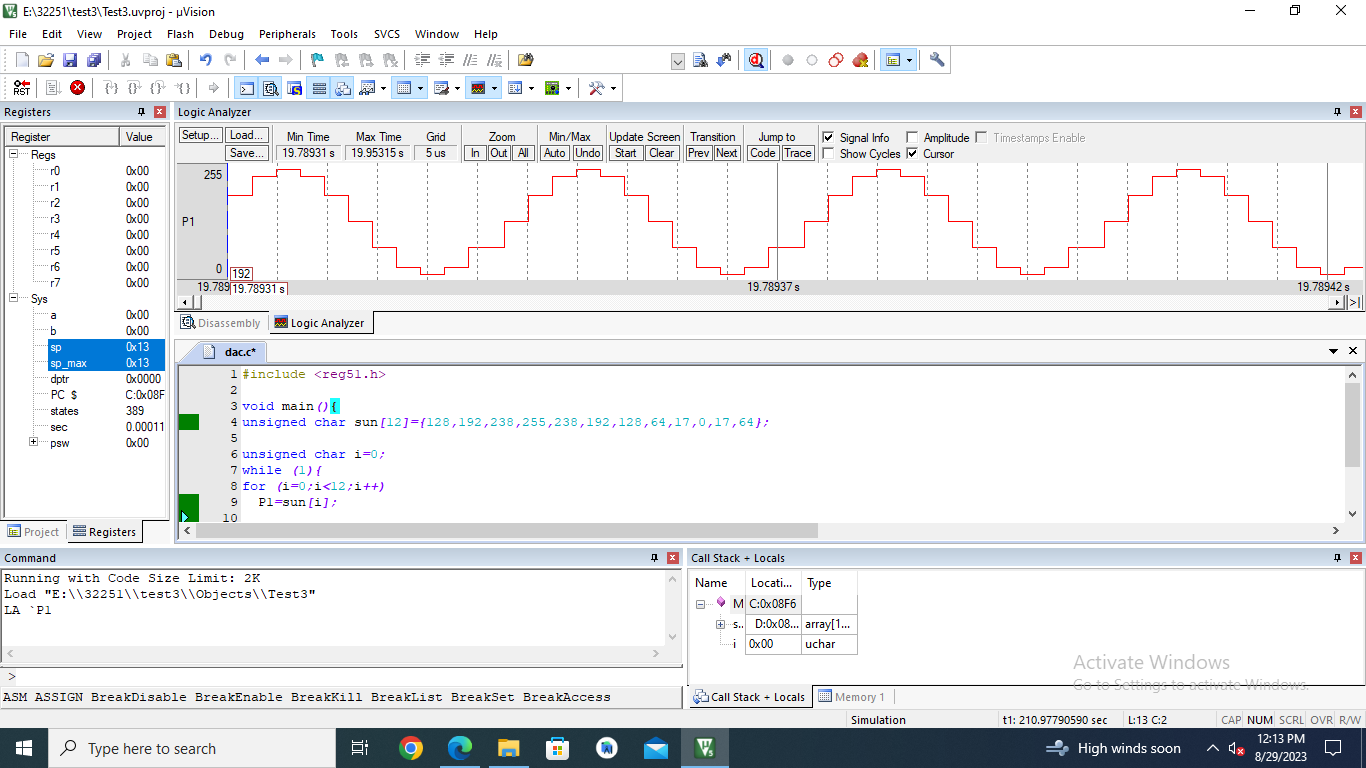 E:\32251\test3\Test3.uvproj - µVision
File Edit View Project Flash Debug Peripherals Tools SVCS Window Help
RST
Registers
Register Value
Regs
r0 0x00
r1 0x00
r2 0x00
r3 0x00
r4 0x00
r5 0x00
r6 0x00
r7 0x00
Sys
a 0x00
b 0x00
sp 0x13
sp_max 0x13
dptr 0x0000
PC $ C:0x08F
states 389
sec 0.00011
psw 0x00
Project Registers
Logic Analyzer
Setup... Load... Min Time Max Time Grid Zoom Min/Max Update Screen Transition Jump to Signal Info Amplitude Timestamps Enable
Save... 19.78931 s 19.95315 s 5 us In Out All Auto Undo Start Clear Prev Next Code Trace Show Cycles Cursor
255
P1
0
192
19.789 19.78931 s 19.78937 s 19.78942 s
Disassembly Logic Analyzer
dac.c*
1 #include <reg51.h>
2
3 void main (){
4 unsigned char sun[12]={128,192,238,255,238,192,128,64,17,0,17,64};
5
6 unsigned char i=0;
7 while (1){
8 for (i=0;i<12;i++)
9 P1=sun[i];
10
Command
Running with Code Size Limit: 2K
Load "E:\\32251\\test3\\Objects\\Test3"
LA `P1
>
ASM ASSIGN BreakDisable BreakEnable BreakKill BreakList BreakSet BreakAccess
Call Stack + Locals
Name Locati... Type
M C:0x08F6
s.. D:0x08... array[1...
i 0x00 uchar
Activate Windows
Go to Settings to activate Windows.
Call Stack + Locals Memory 1
Simulation t1: 210.97790590 sec L:13 C:2 CAP NUM SCRL OVR R/W
Type here to search
High winds soon
12:13 PM
8/29/2023